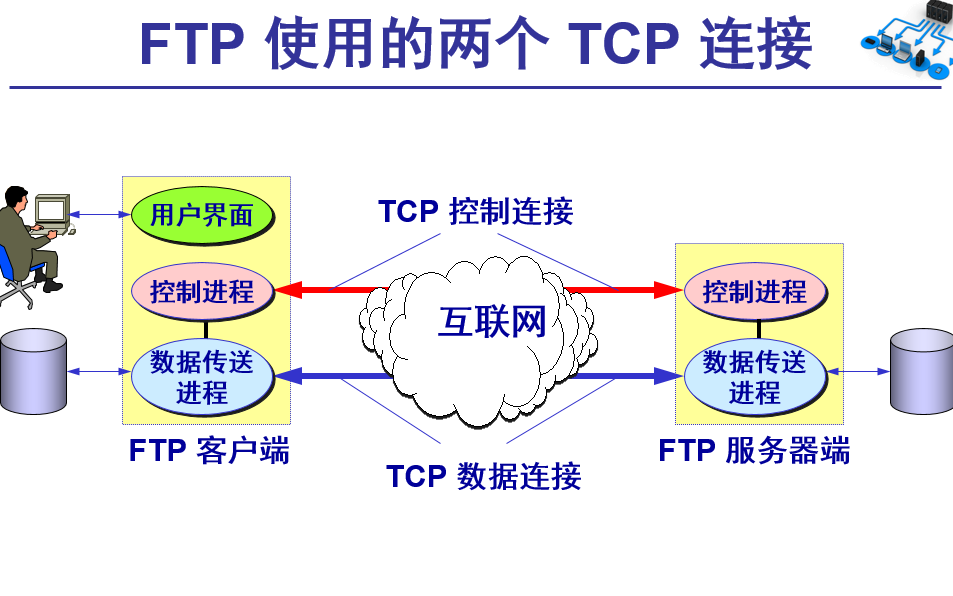 FTP 使用的两个 TCP 连接
用户界面
TCP 控制连接
控制进程
互联网
控制进程
数据传送
进程
数据传送
进程
FTP 客户端
FTP 服务器端
TCP 数据连接